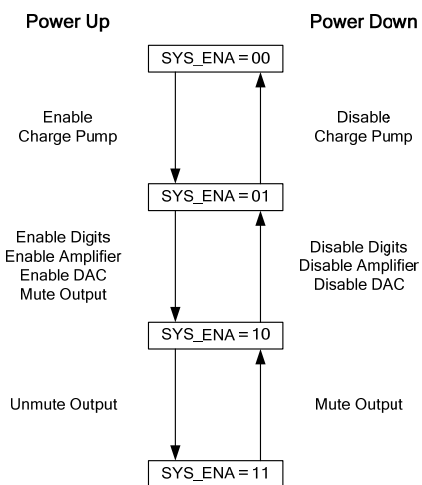 Power Up
Power Down
SYS_ENA = 00
Enable
Charge Pump
Disable
Charge Pump
SYS_ENA = 01
Enable Digits
Enable Amplifier
Enable DAC
Mute Output
Disable Digits
Disable Amplifier
Disable DAC
SYS_ENA = 10
Unmute Output
Mute Output
SYS_ENA = 11